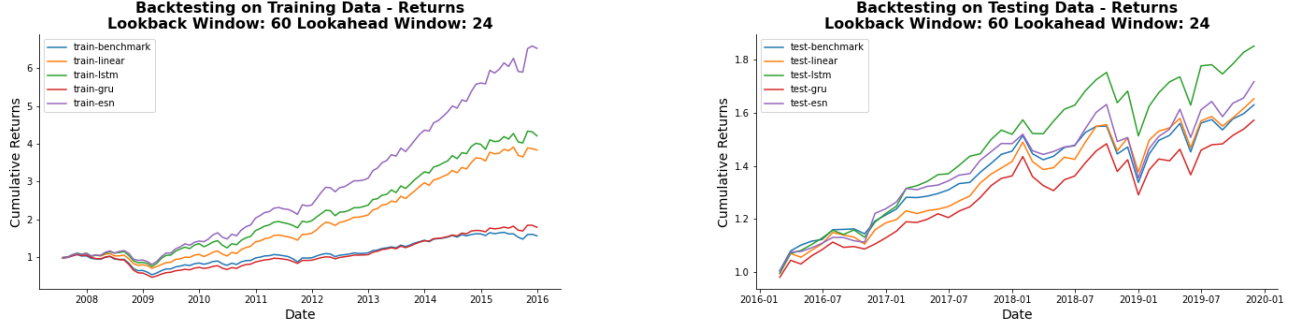 Backtesting on Training Data - Returns
Lookback Window: 60 Lookahead Window: 24
train-benchmark
train-linear
train-lstm
train-gru
train-esn
Cumulative Returns
6
5
4
3
2
1
2008 2009 2010 2011 2012 2013 2014 2015 2016
Date
Backtesting on Testing Data - Returns
Lookback Window: 60 Lookahead Window: 24
test-benchmark
test-linear
test-lstm
test-gru
test-esn
Cumulative Returns
1.8
1.6
1.4
1.2
1.0
2016-01 2016-07 2017-01 2017-07 2018-01 2018-07 2019-01 2019-07 2020-01
Date